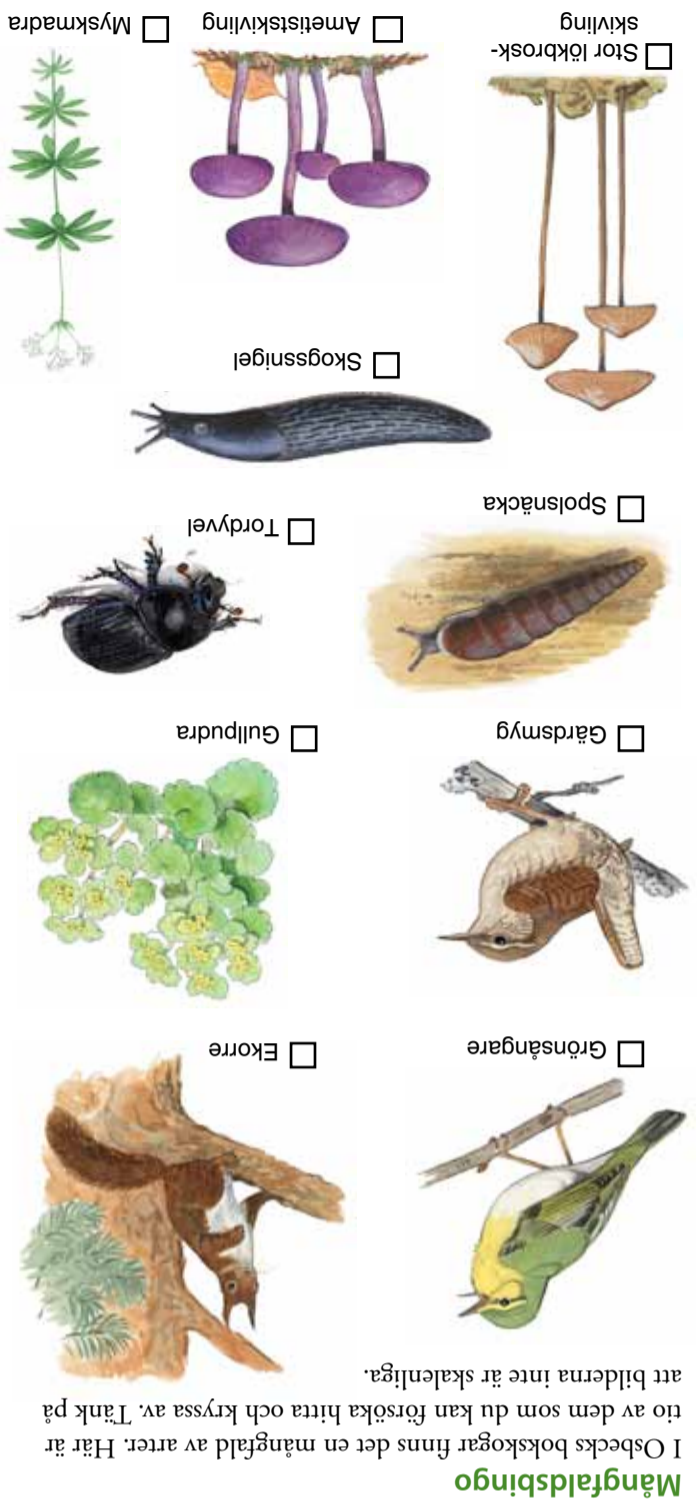 Mångfaldsbingo
I Osbecks bokskogar finns det en mångfald av arter. Här är
tio av dem som du kan försöka hitta och kryssa av. Tänk på
att bilderna inte är skalenliga.
Grönsångare
Ekorre
Gärdsmyg
Gullpudra
Spolsnäcka
Tordyvel
Skogssnigel
Stor lökbrosk-
skivling
Ametistskivling
Myskmadra